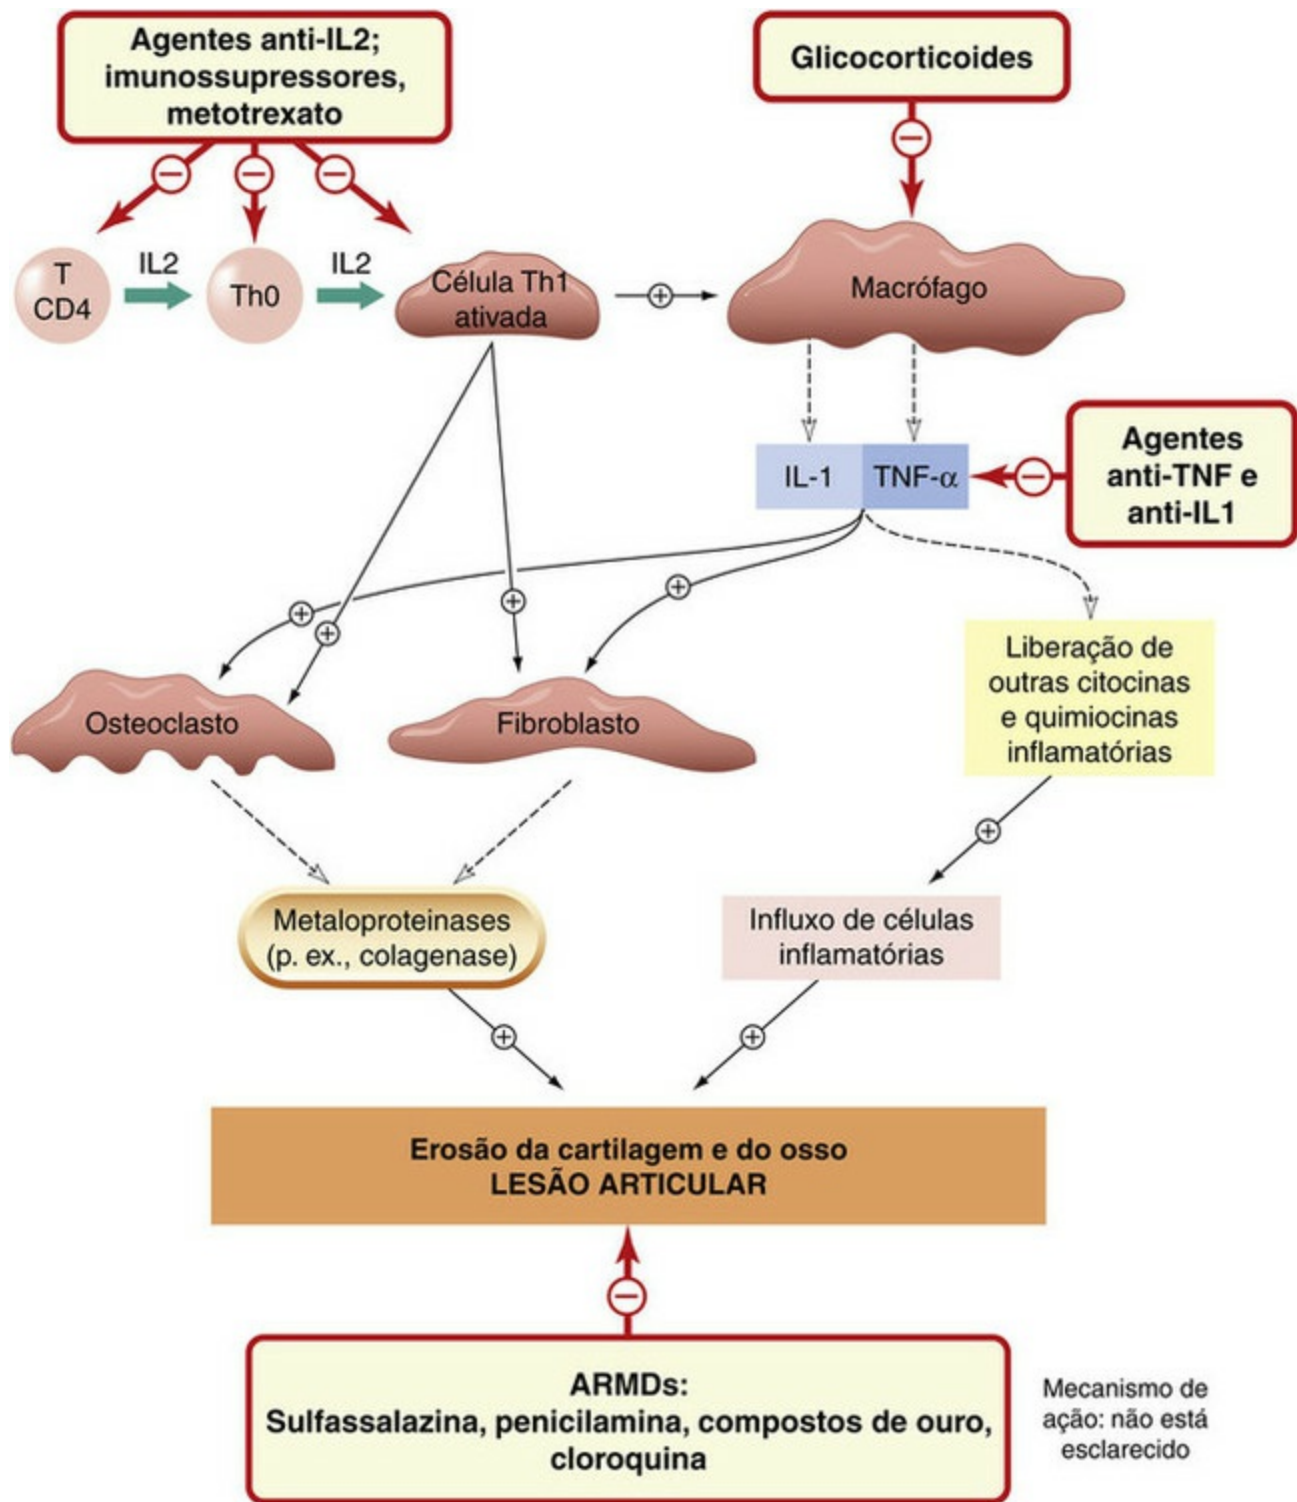 Agentes anti-IL2;
imunossupressores,
metotrexato
Glicocorticoides
T
CD4
IL2
Th0
IL2
Célula Th1
ativada
Macrófago
IL-1
TNF-α
Agentes
anti-TNF e
anti-IL1
Liberação de
outras citocinas
e quimiocinas
inflamatórias
Osteoclasto
Fibroblasto
Metaloproteinases
(p. ex., colagenase)
Influxo de células
inflamatórias
Erosão da cartilagem e do osso
LESÃO ARTICULAR
ARMDs:
Sulfassalazina, penicilamina, compostos de ouro,
cloroquina
Mecanismo de
ação: não está
esclarecido